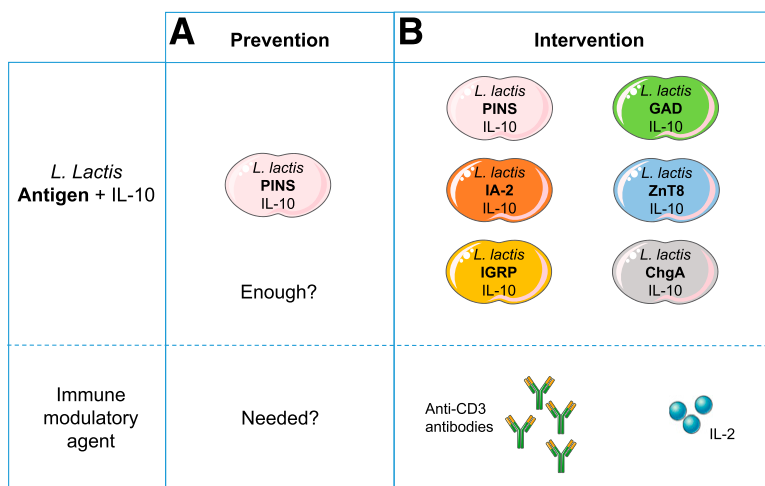 A
Prevention
B
Intervention
L. Lactis
Antigen + IL-10
L. lactis
PINS
IL-10
Enough?
L. lactis
PINS
IL-10
L. lactis
GAD
IL-10
L. lactis
IA-2
IL-10
L. lactis
ZnT8
IL-10
L. lactis
IGRP
IL-10
L. lactis
ChgA
IL-10
Immune
modulatory
agent
Needed?
Anti-CD3
antibodies
IL-2